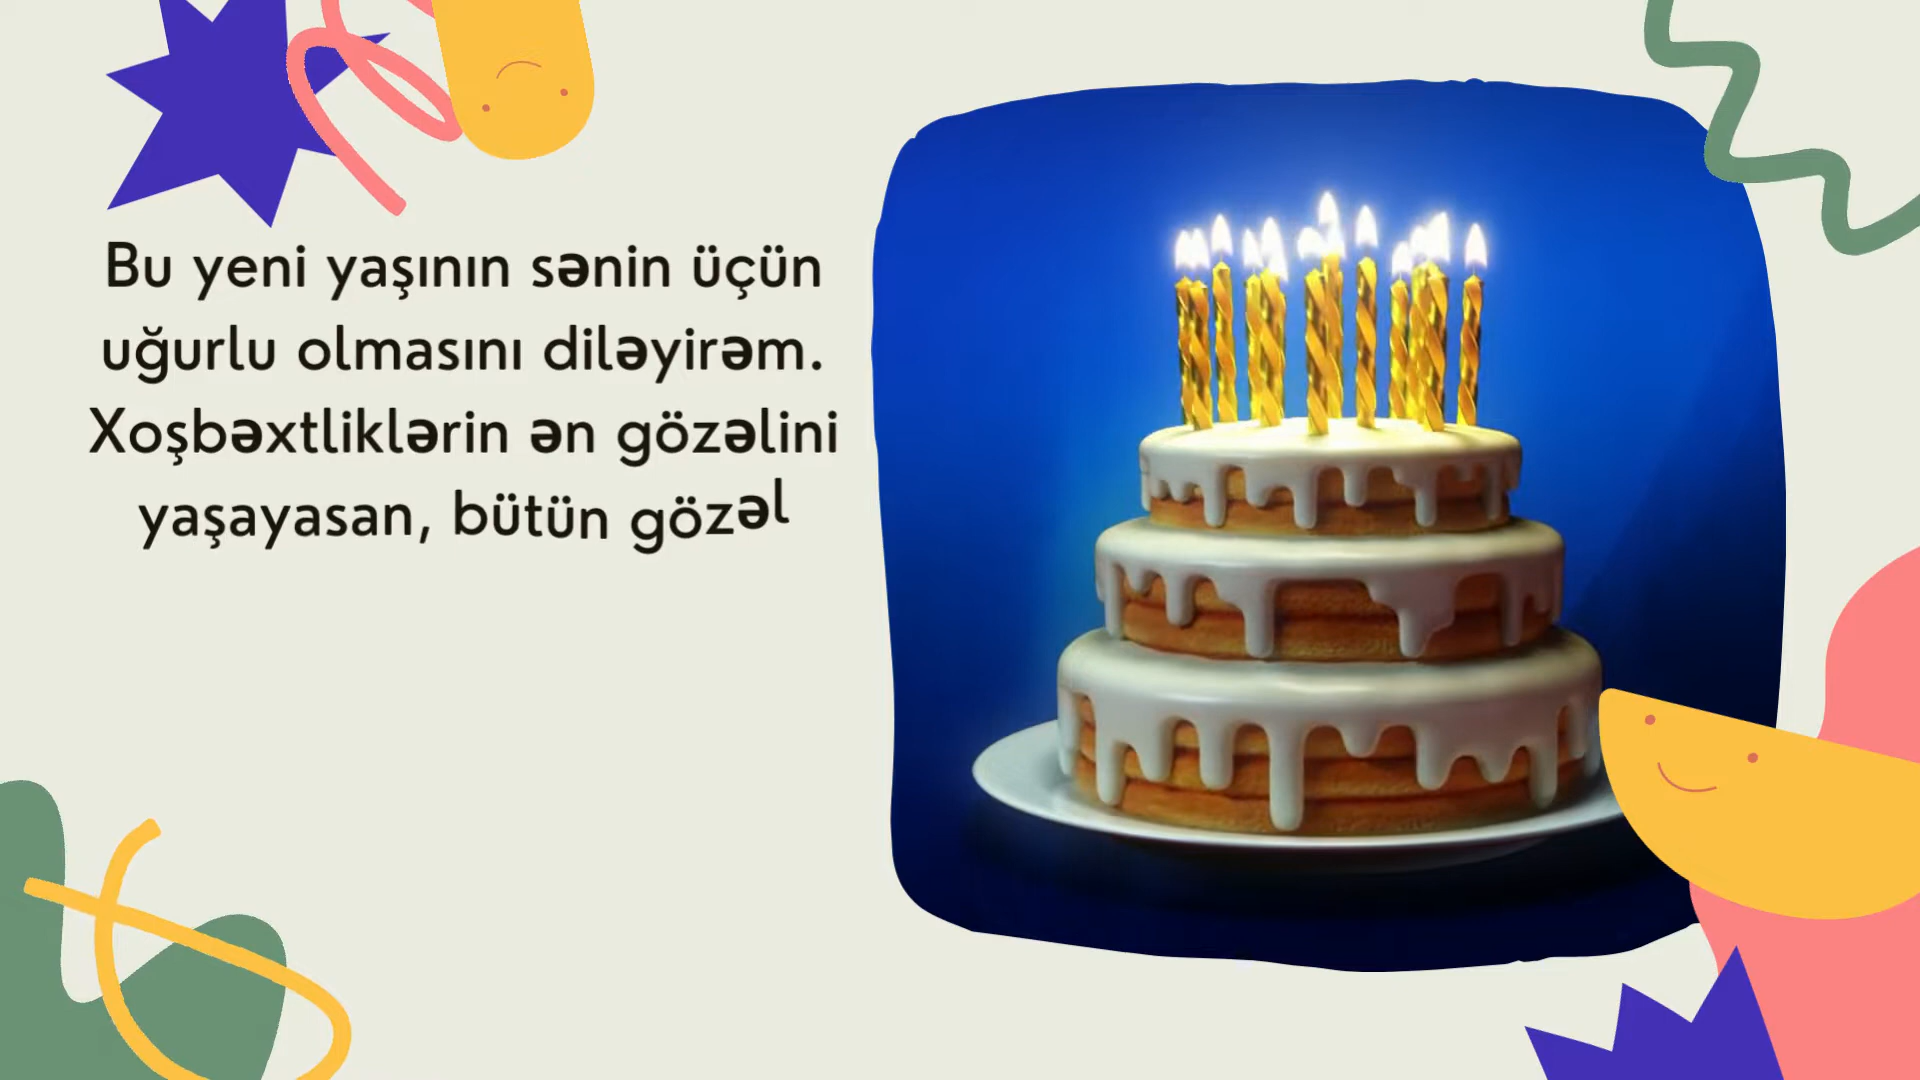 Bu yeni yaşının sənin üçün
uğurlu olmasını diləyirəm.
Xoşbəxtliklərin ən gözəlini
yaşayasan, bütün gözəl